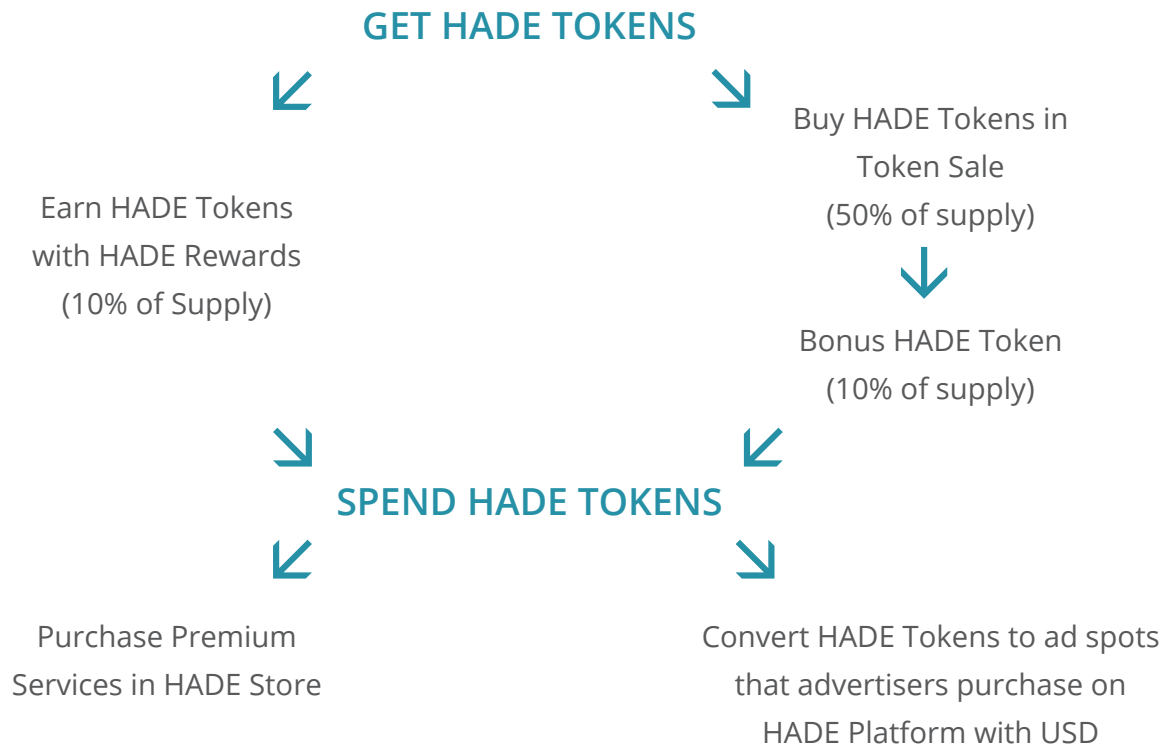 GET HADE TOKENS
Earn HADE Tokens
with HADE Rewards
(10% of Supply)
Buy HADE Tokens in
Token Sale
(50% of supply)
Bonus HADE Token
(10% of supply)
SPEND HADE TOKENS
Purchase Premium
Services in HADE Store
Convert HADE Tokens to ad spots
that advertisers purchase on
HADE Platform with USD